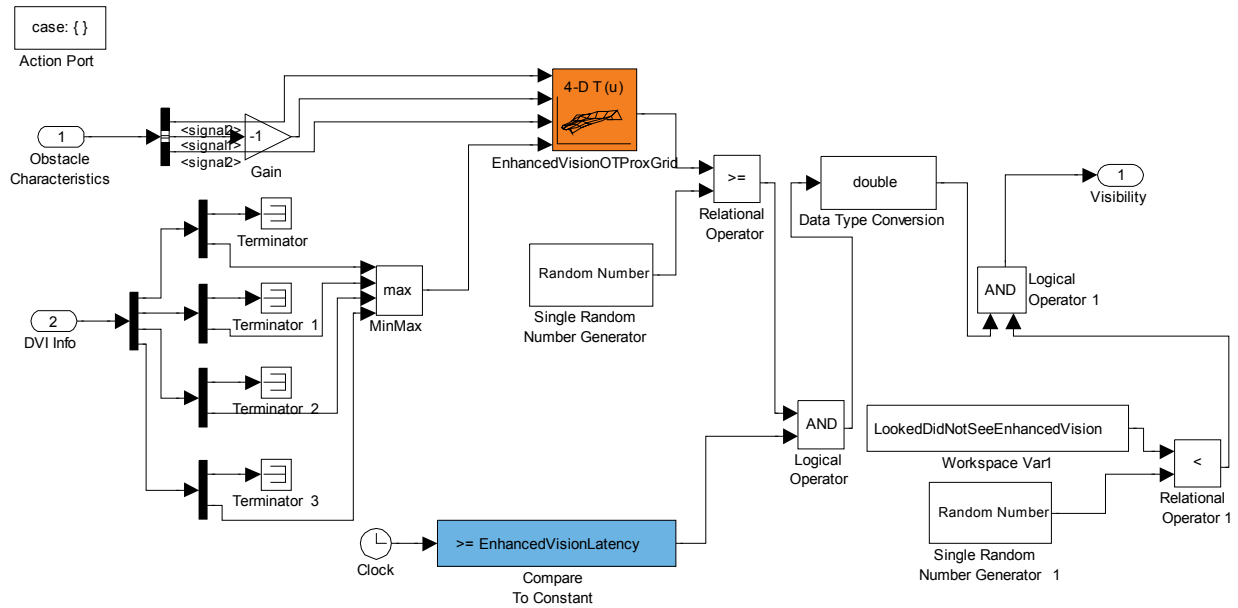 case: { }
Action Port
1
Obstacle
Characteristics
<signal2>
<signal1>
<signal2>
-1
Gain
4-D T(u)
EnhancedVisionOTProxGrid
>=
Relational
Operator
double
Data Type Conversion
1
Visibility
Terminator
Random Number
Single Random
Number Generator
max
MinMax
AND
Logical
Operator 1
2
DVI Info
Terminator 1
Terminator 2
Terminator 3
AND
Logical
Operator
LookedDidNotSeeEnhancedVision
Workspace Var1
<
Relational
Operator 1
Random Number
Single Random
Number Generator 1
Clock
>= EnhancedVisionLatency
Compare
To Constant